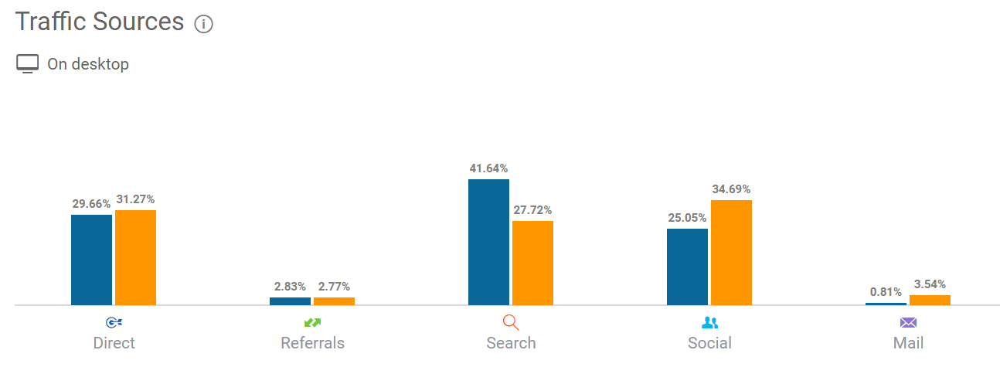 Traffic Sources
On desktop
29.66% 31.27%
2.83% 2.77%
41.64% 27.72%
25.05% 34.69%
0.81% 3.54%
Direct Referrals Search Social Mail